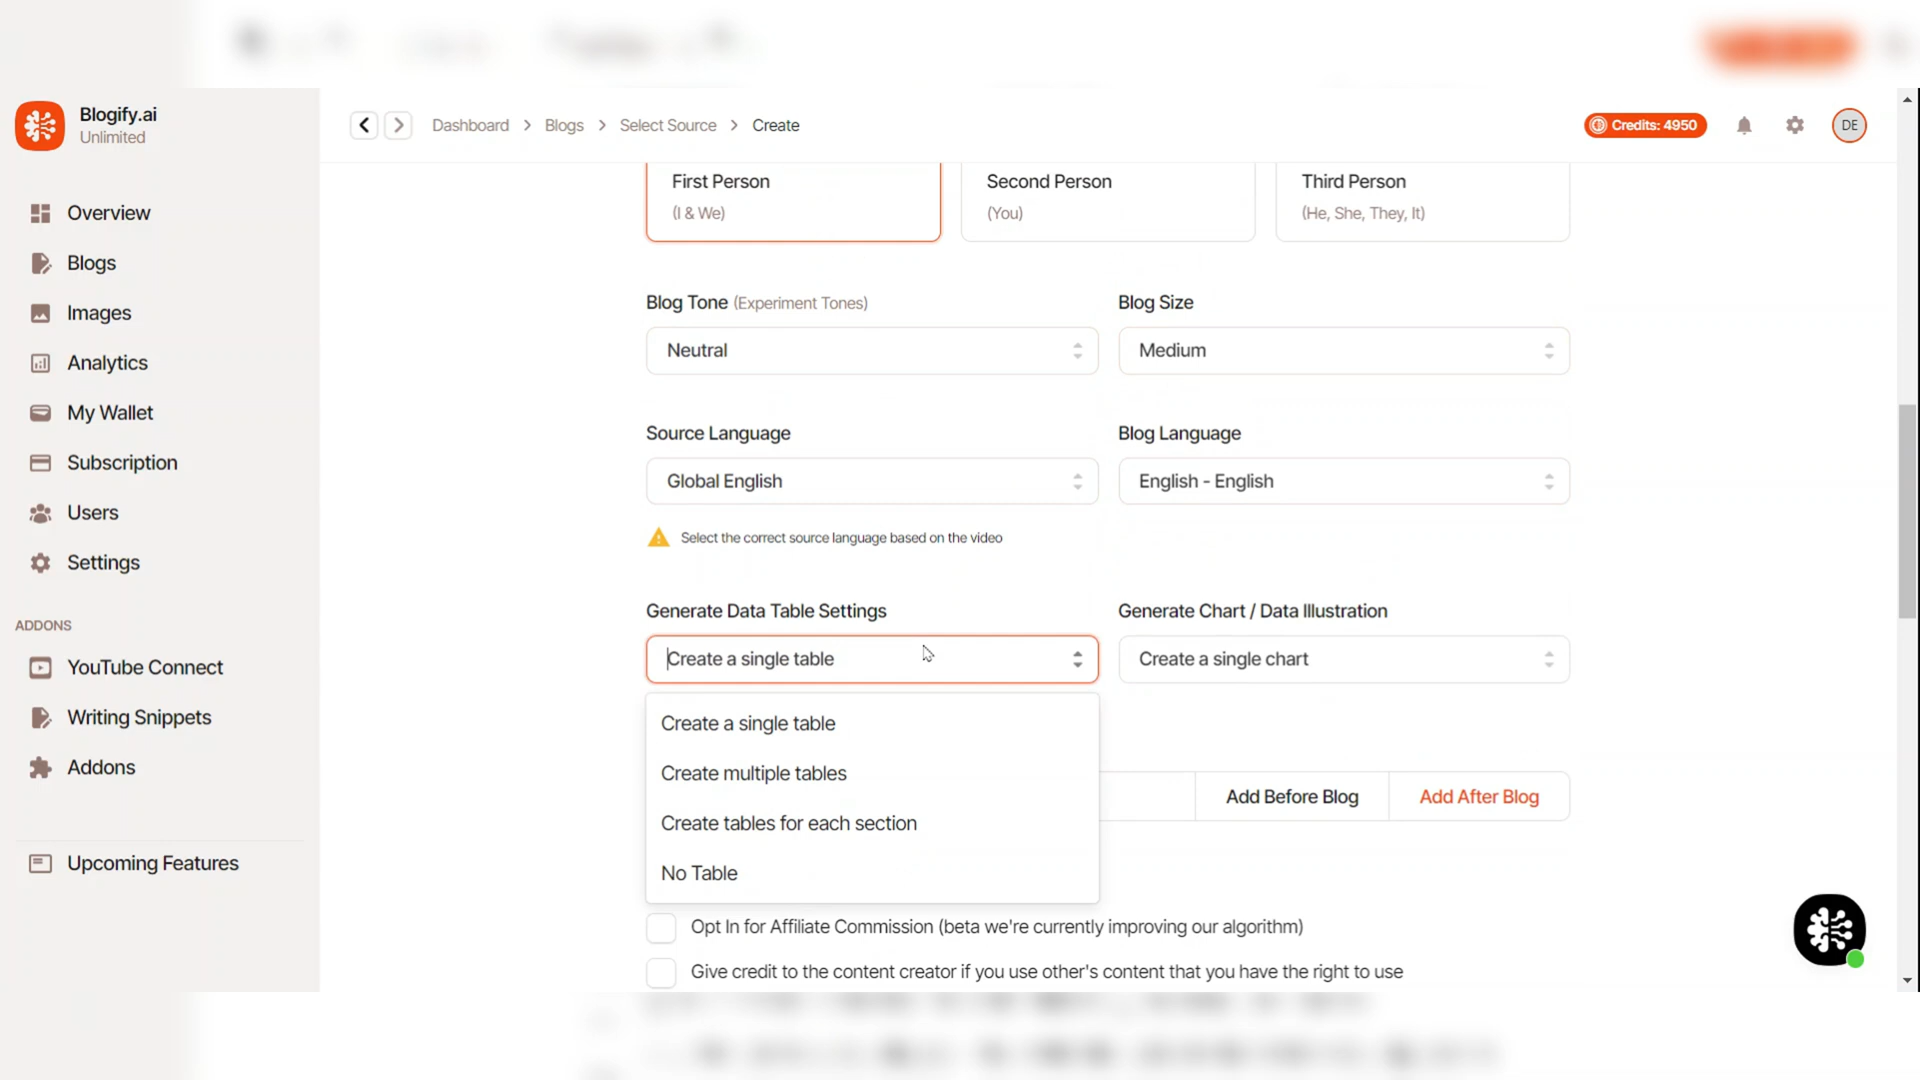 Blogify.ai
Unlimited
Dashboard > Blogs > Select Source > Create
Credits: 4950
DE
Overview
Blogs
Images
Analytics
My Wallet
Subscription
Users
Settings
ADDONS
YouTube Connect
Writing Snippets
Addons
Upcoming Features
First Person
(I & We)
Second Person
(You)
Third Person
(He, She, They, It)
Blog Tone (Experiment Tones)
Blog Size
Neutral
Medium
Source Language
Blog Language
Global English
English - English
Select the correct source language based on the video
Generate Data Table Settings
Generate Chart / Data Illustration
Create a single table
Create a single chart
Create a single table
Create multiple tables
Create tables for each section
No Table
Add Before Blog
Add After Blog
Opt In for Affiliate Commission (beta we're currently improving our algorithm)
Give credit to the content creator if you use other's content that you have the right to use